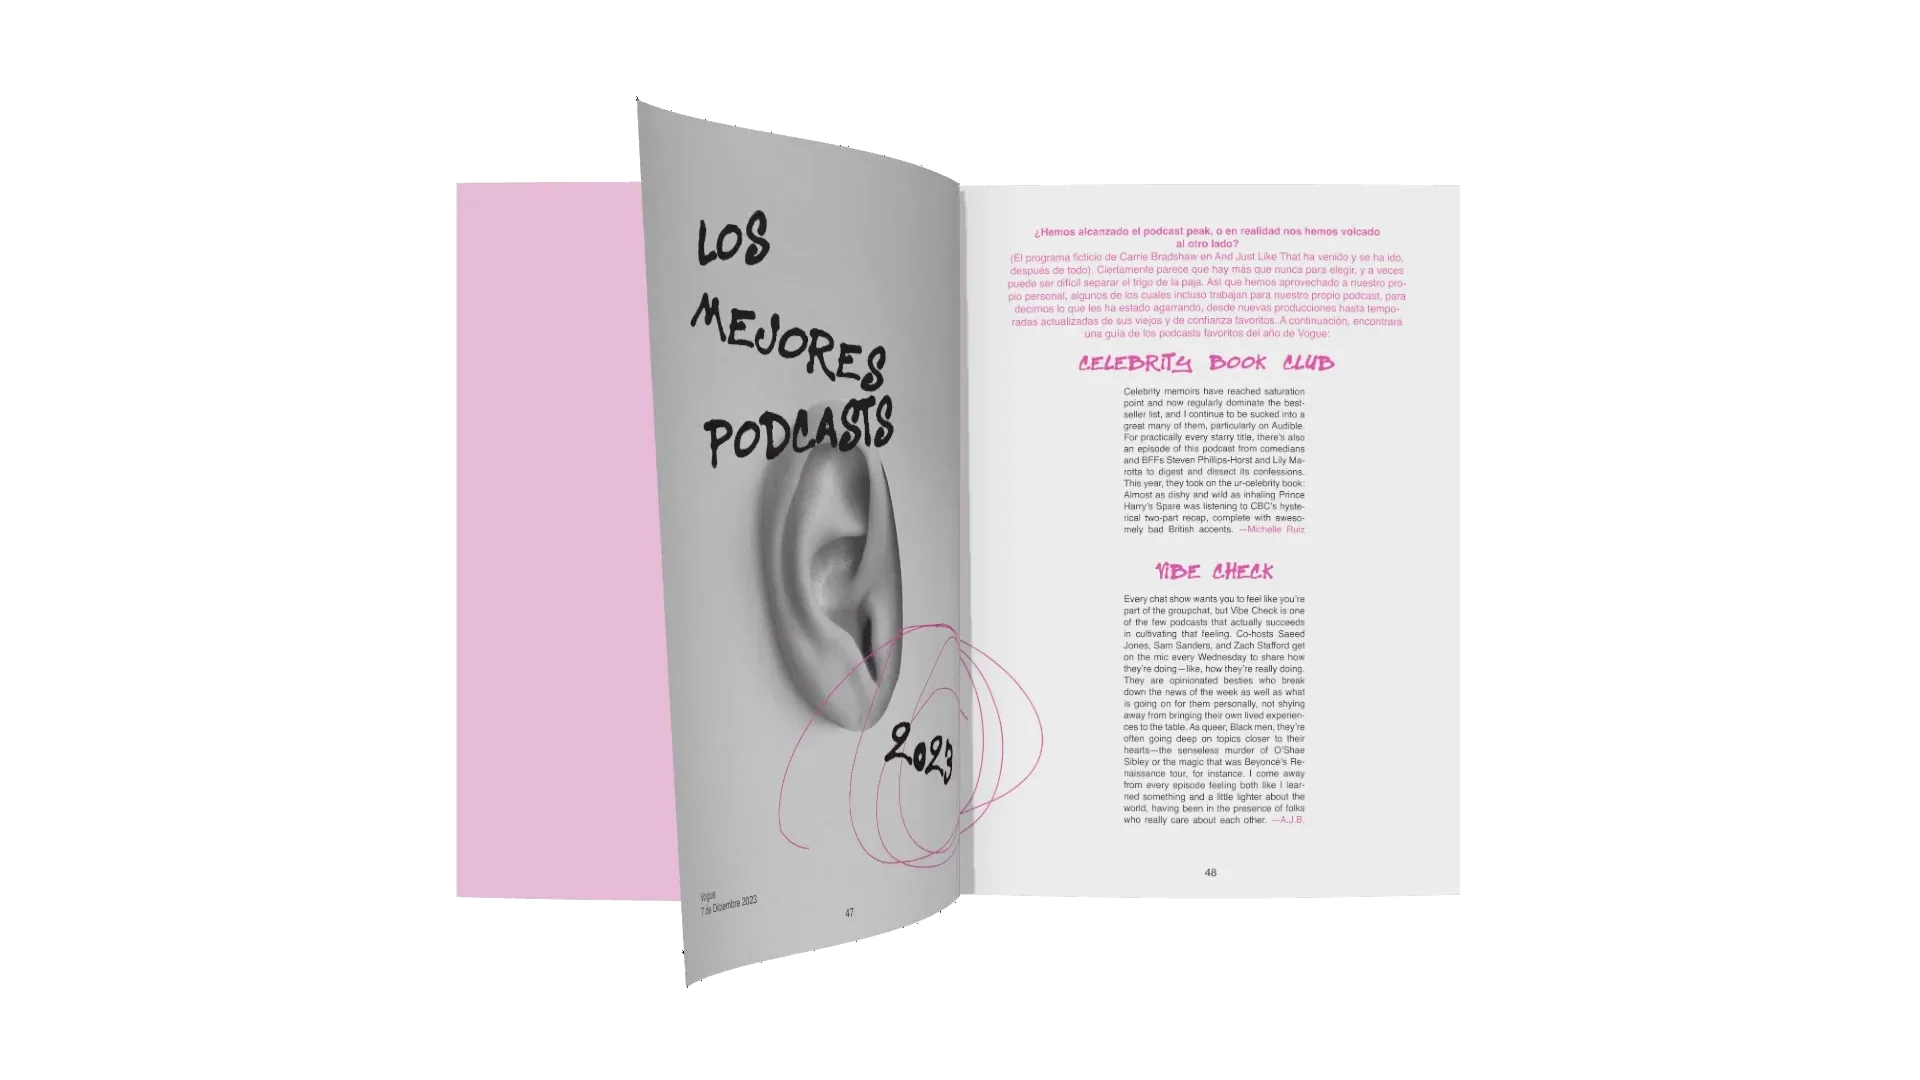 LOS
MEJORES
PODCASTS
2023
Vogue
7 de Diciembre 2023
47
¿Hemos alcanzado el podcast peak, o en realidad nos hemos volcado
al otro lado?
(El programa ficticio de Carrie Bradshaw en And Just Like That ha venido y se ha ido,
después de todo). Ciertamente parece que hay más que nunca para elegir, y a veces
puede ser difícil separar el trigo de la paja. Así que hemos aprovechado a nuestro pro-
pio personal, algunos de los cuales incluso trabajan para nuestro propio podcast, para
decirnos lo que les ha estado agarrando, desde nuevas producciones hasta tempo-
radas actualizadas de sus viejos y de confianza favoritos. A continuación, encontrará
una guía de los podcasts favoritos del año de Vogue:
CELEBRITY BOOK CLUB
Celebrity memoirs have reached saturation
point and now regularly dominate the best-
seller list, and I continue to be sucked into a
great many of them, particularly on Audible.
For practically every starry title, there's also
an episode of this podcast from comedians
and BFFs Steven Phillips-Horst and Lily Ma-
rotta to digest and dissect its confessions.
This year, they took on the ur-celebrity book:
Almost as dishy and wild as inhaling Prince
Harry's Spare was listening to CBC's hyste-
rical two-part recap, complete with aweso-
mely bad British accents. —Michelle Ruiz
VIBE CHECK
Every chat show wants you to feel like you're
part of the groupchat, but Vibe Check is one
of the few podcasts that actually succeeds
in cultivating that feeling. Co-hosts Saeed
Jones, Sam Sanders, and Zach Stafford get
on the mic every Wednesday to share how
they're doing—like, how they're really doing.
They are opinionated besties who break
down the news of the week as well as what
is going on for them personally, not shying
away from bringing their own lived experien-
ces to the table. As queer, Black men, they're
often going deep on topics closer to their
hearts—the senseless murder of O'Shae
Sibley or the magic that was Beyoncé's Re-
naissance tour, for instance. I come away
from every episode feeling both like I lear-
ned something and a little lighter about the
world, having been in the presence of folks
who really care about each other. —A.J.B.
48